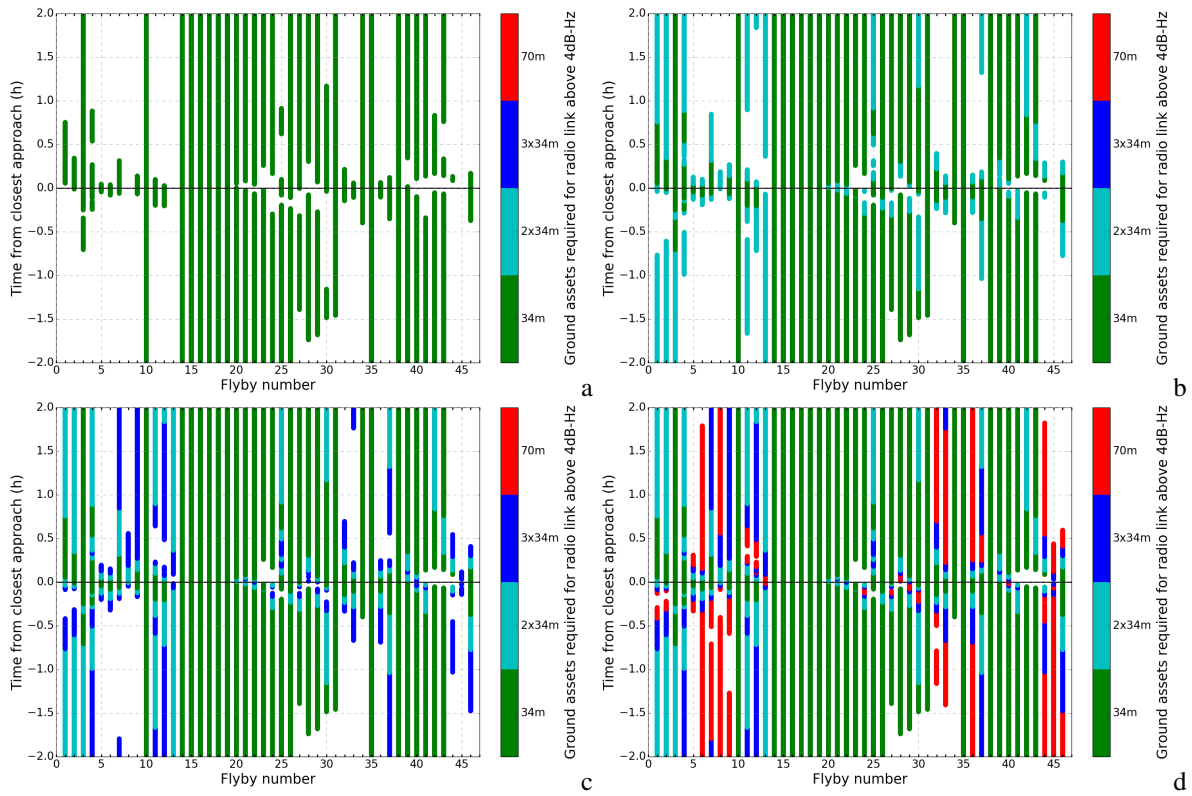 2.0
1.5
1.0
0.5
0.0
−0.5
−1.0
−1.5
−2.0
Time from closest approach (h)
0 5 10 15 20 25 30 35 40 45
Flyby number
70m
3x34m
2x34m
34m
Ground assets required for radio link above 4dB-Hz
a
2.0
1.5
1.0
0.5
0.0
−0.5
−1.0
−1.5
−2.0
Time from closest approach (h)
0 5 10 15 20 25 30 35 40 45
Flyby number
70m
3x34m
2x34m
34m
Ground assets required for radio link above 4dB-Hz
b
2.0
1.5
1.0
0.5
0.0
−0.5
−1.0
−1.5
−2.0
Time from closest approach (h)
0 5 10 15 20 25 30 35 40 45
Flyby number
70m
3x34m
2x34m
34m
Ground assets required for radio link above 4dB-Hz
c
2.0
1.5
1.0
0.5
0.0
−0.5
−1.0
−1.5
−2.0
Time from closest approach (h)
0 5 10 15 20 25 30 35 40 45
Flyby number
70m
3x34m
2x34m
34m
Ground assets required for radio link above 4dB-Hz
d